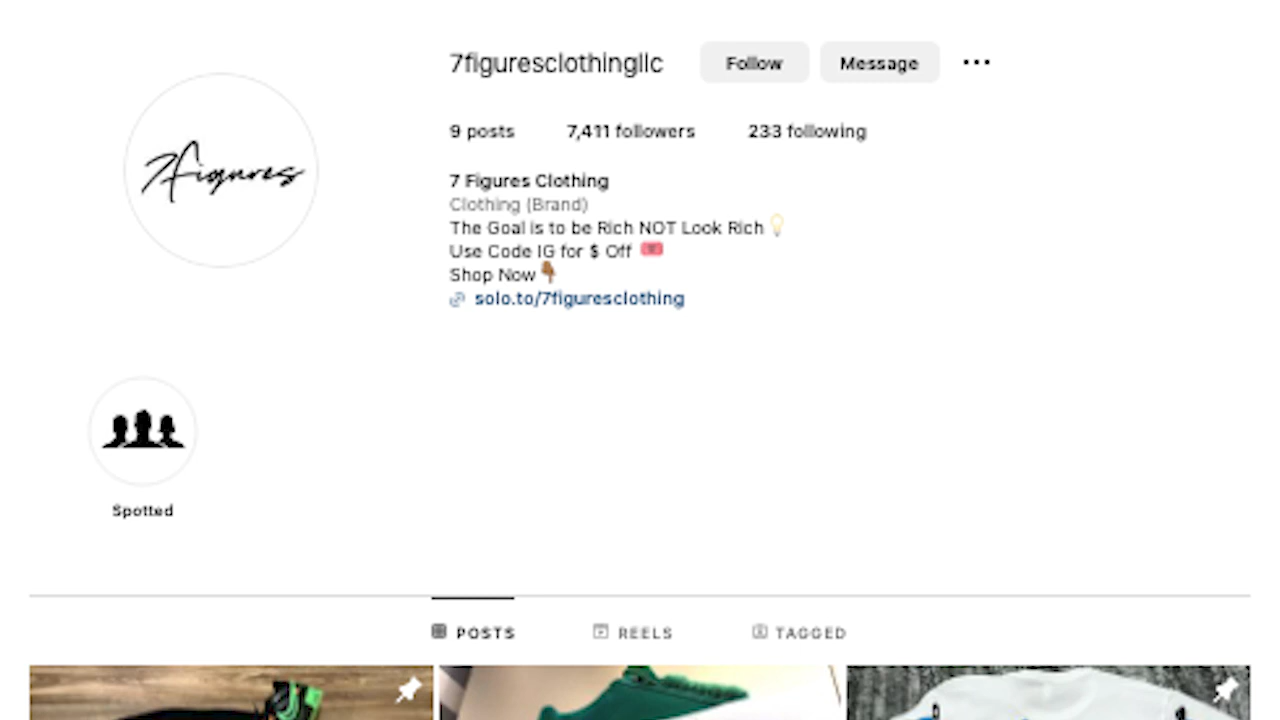 7figuresclothingllc Follow Message
9 posts 7,411 followers 233 following
7figures
7 Figures Clothing
Clothing (Brand)
The Goal is to be Rich NOT Look Rich
Use Code IG for $ Off
Shop Now
solo.to/7figuresclothing
Spotted
POSTS REELS TAGGED